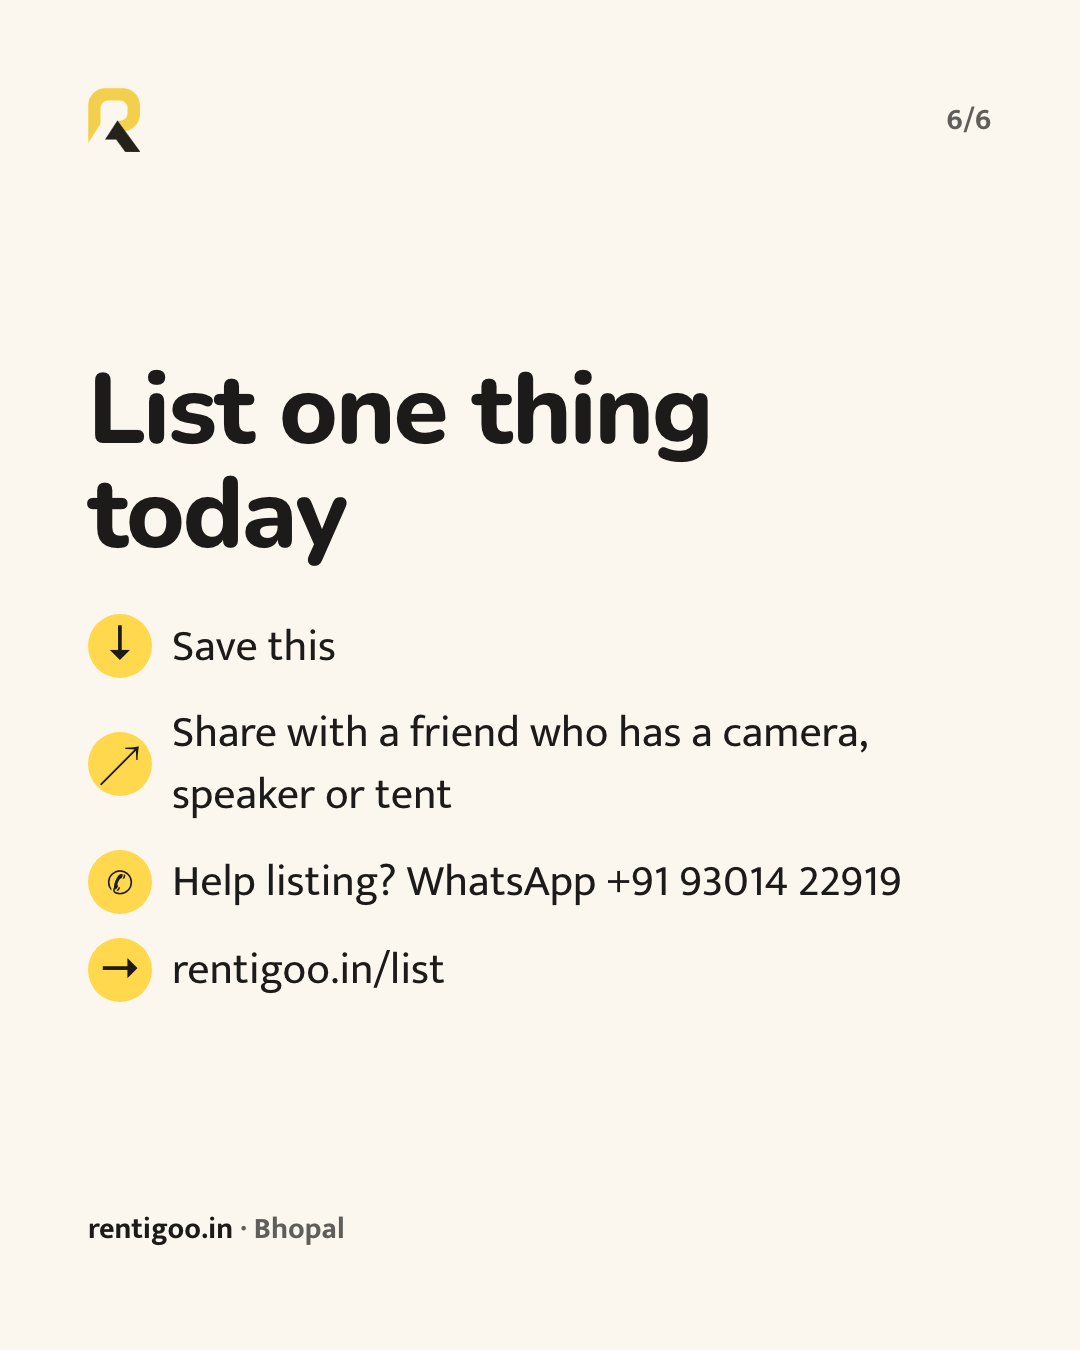 6/6
List one thing
today
↓ Save this
↗ Share with a friend who has a camera,
speaker or tent
✆ Help listing? WhatsApp +91 93014 22919
→ rentigoo.in/list
rentigoo.in · Bhopal